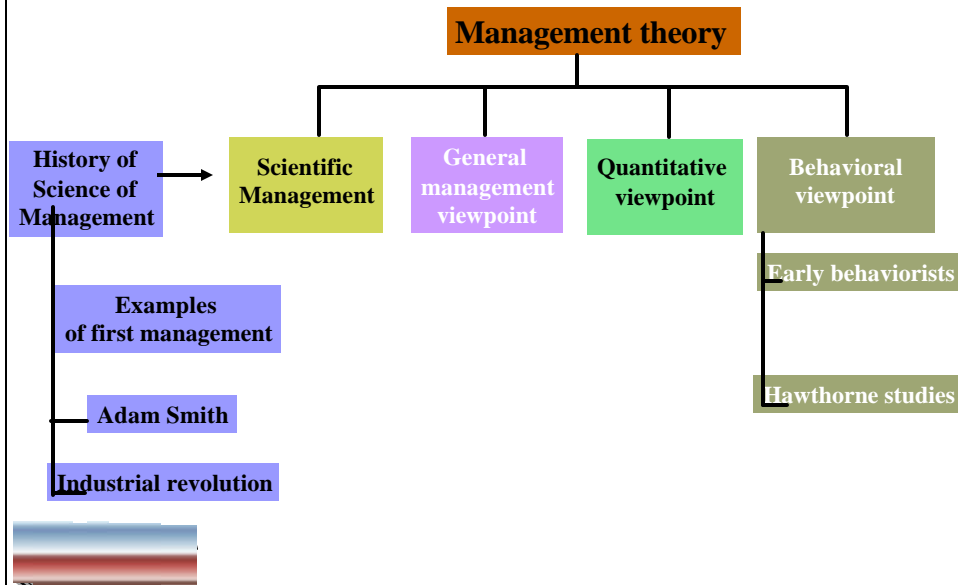 Management theory
History of
Science of
Management
Scientific
Management
General
management
viewpoint
Quantitative
viewpoint
Behavioral
viewpoint
Early behaviorists
Examples
of first management
Hawthorne studies
Adam Smith
Industrial revolution